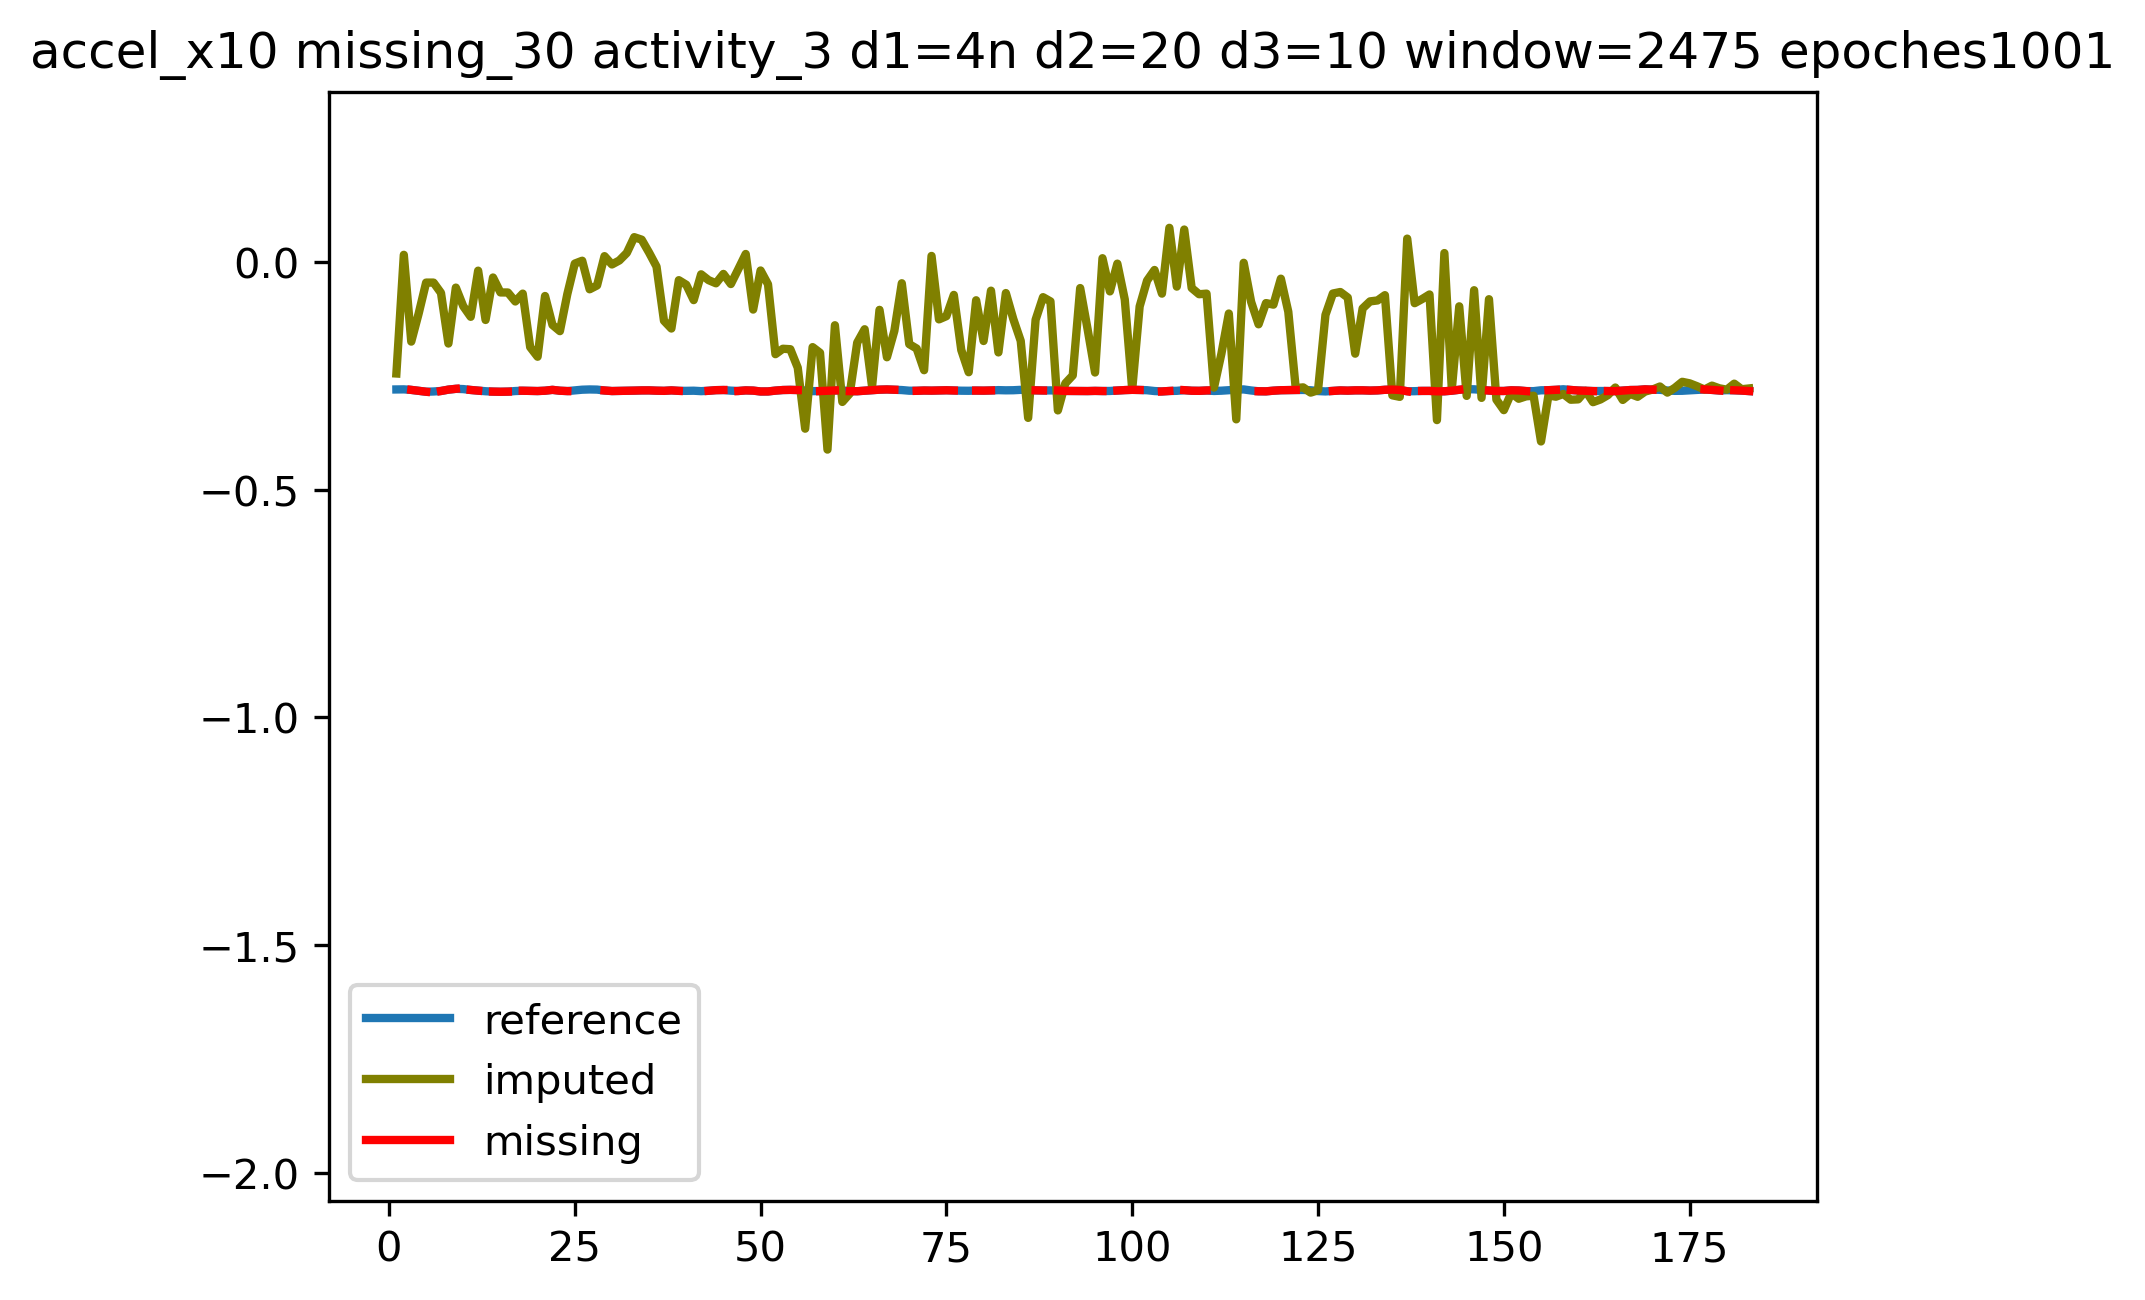 accel_x10 missing_30 activity_3 d1=4n d2=20 d3=10 window=2475 epoches1001
0.0
−0.5
−1.0
−1.5
−2.0
reference
imputed
missing
0 25 50 75 100 125 150 175